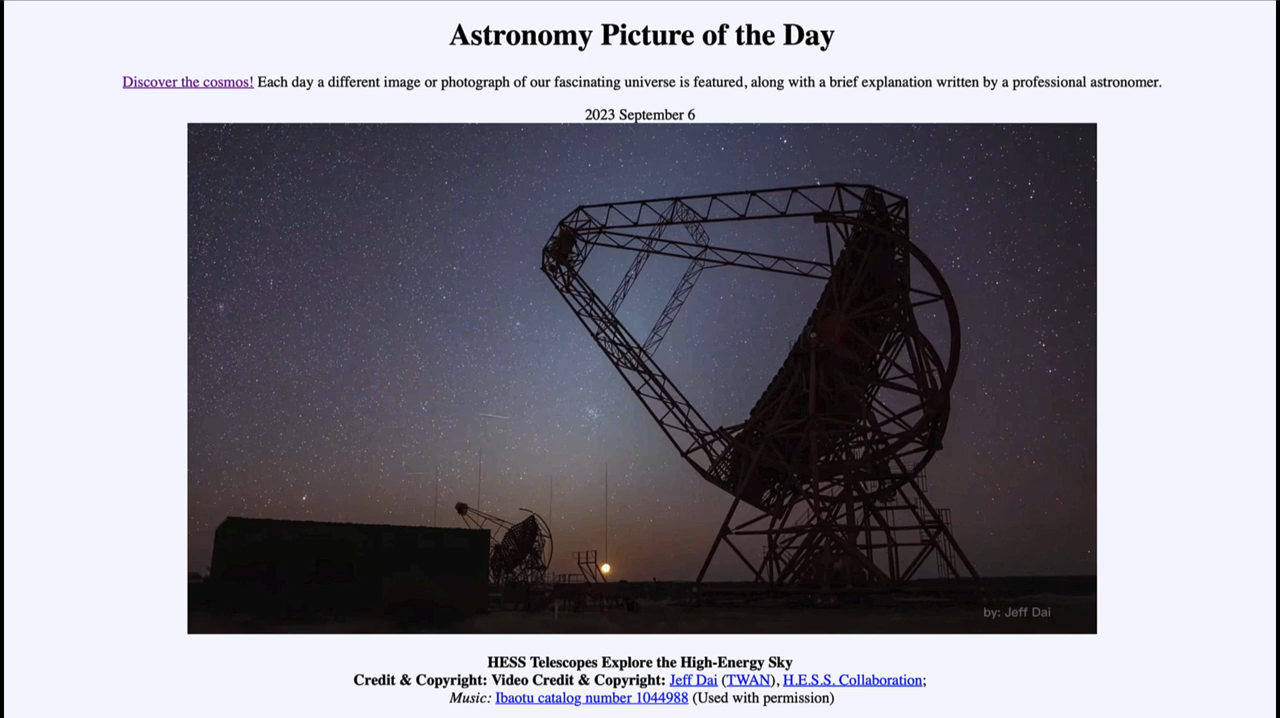 Astronomy Picture of the Day
Discover the cosmos! Each day a different image or photograph of our fascinating universe is featured, along with a brief explanation written by a professional astronomer.
2023 September 6
by: Jeff Dai
HESS Telescopes Explore the High-Energy Sky
Credit & Copyright: Video Credit & Copyright: Jeff Dai (TWAN), H.E.S.S. Collaboration;
Music: Ibaotu catalog number 1044988 (Used with permission)